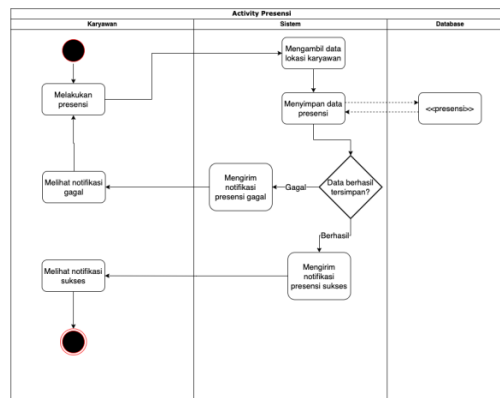 Activity Presensi
Karyawan
Sistem
Database
Mengambil data
lokasi karyawan
Melakukan
presensi
Menyimpan data
presensi
<<presensi>>
Melihat notifikasi
gagal
Mengirim
notifikasi
presensi gagal
Gagal
Data berhasil
tersimpan?
Berhasil
Melihat notifikasi
sukses
Mengirim
notifikasi
presensi sukses